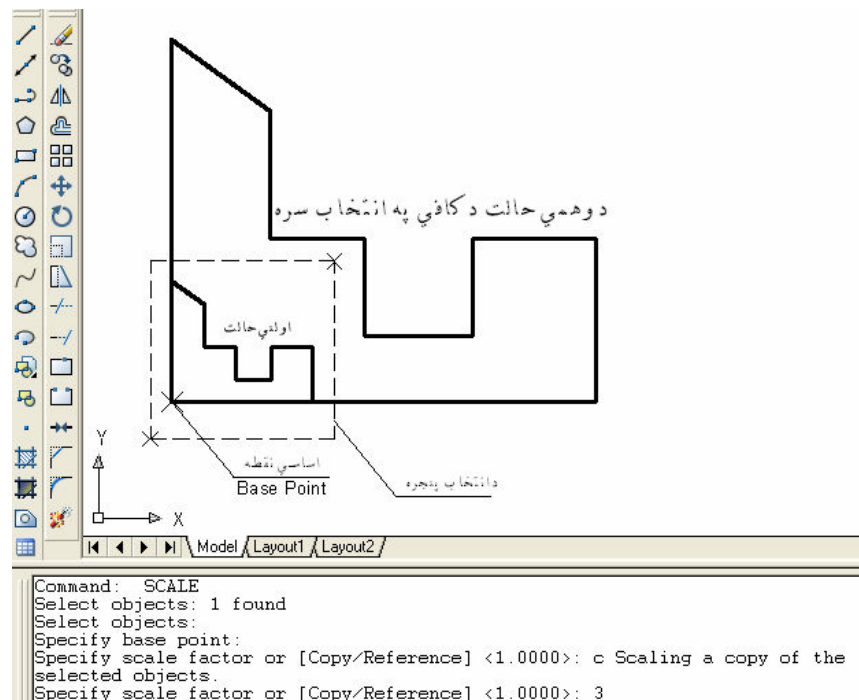 دوهمي حالت د کافي په انتخاب سره
اولني حالت
اساسي نقطه
Base Point
دانتخاب پنجره
Y
X
Model
Layout1
Layout2
Command: SCALE
Select objects: 1 found
Select objects:
Specify base point:
Specify scale factor or [Copy/Reference] <1.0000>: c Scaling a copy of the
selected objects.
Specify scale factor or [Copy/Reference] <1.0000>: 3